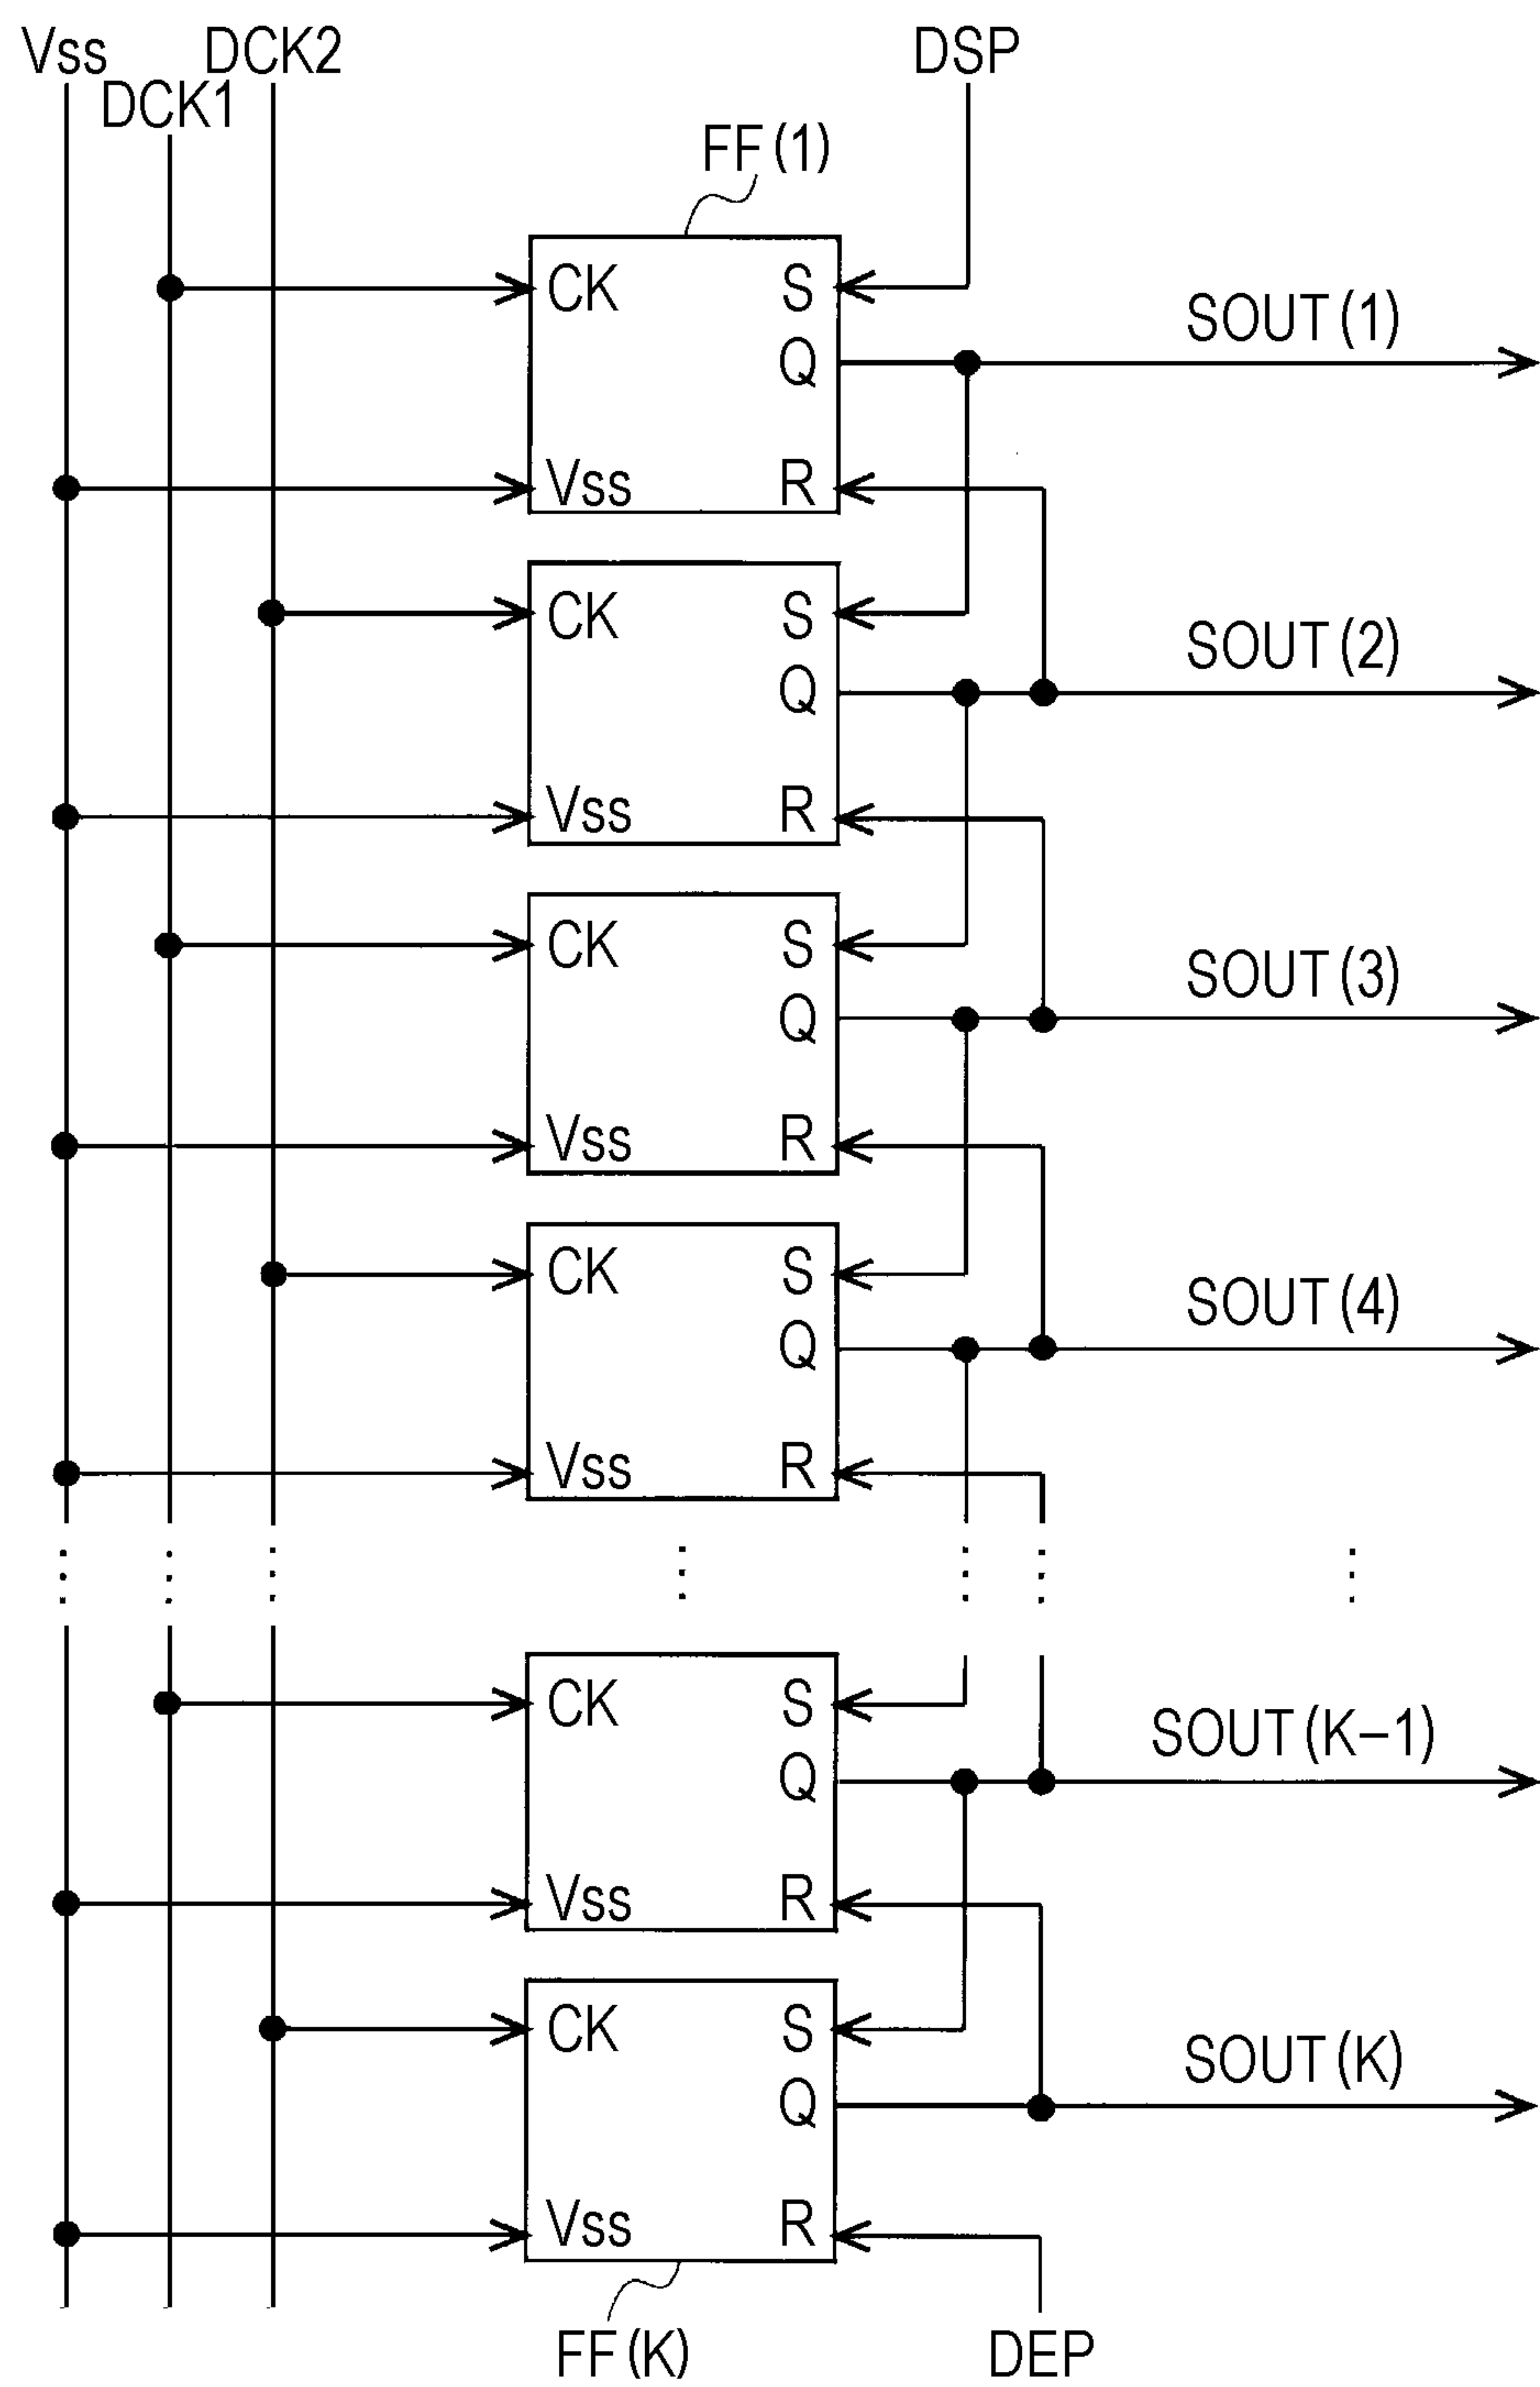 Vss
DCK2
DSP
DCK1
FF(1)
CK
S
SOUT(1)
Q
Vss
R
CK
S
SOUT(2)
Q
Vss
R
CK
S
SOUT(3)
Q
Vss
R
CK
S
SOUT(4)
Q
Vss
R
CK
S
SOUT(K−1)
Q
Vss
R
CK
S
SOUT(K)
Q
Vss
R
FF(K)
DEP